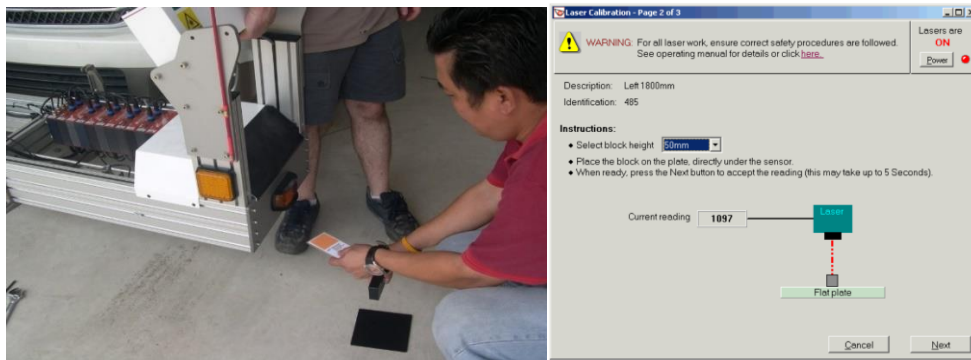 Laser Calibration - Page 2 of 3
WARNING: For all laser work, ensure correct safety procedures are followed.
See operating manual for details or click here.
Lasers are
ON
Power
Description: Left 1800mm
Identification: 485
Instructions:
• Select block height 50mm
• Place the block on the plate, directly under the sensor.
• When ready, press the Next button to accept the reading (this may take up to 5 Seconds).
Current reading 1097
Laser
Flat plate
Cancel Next